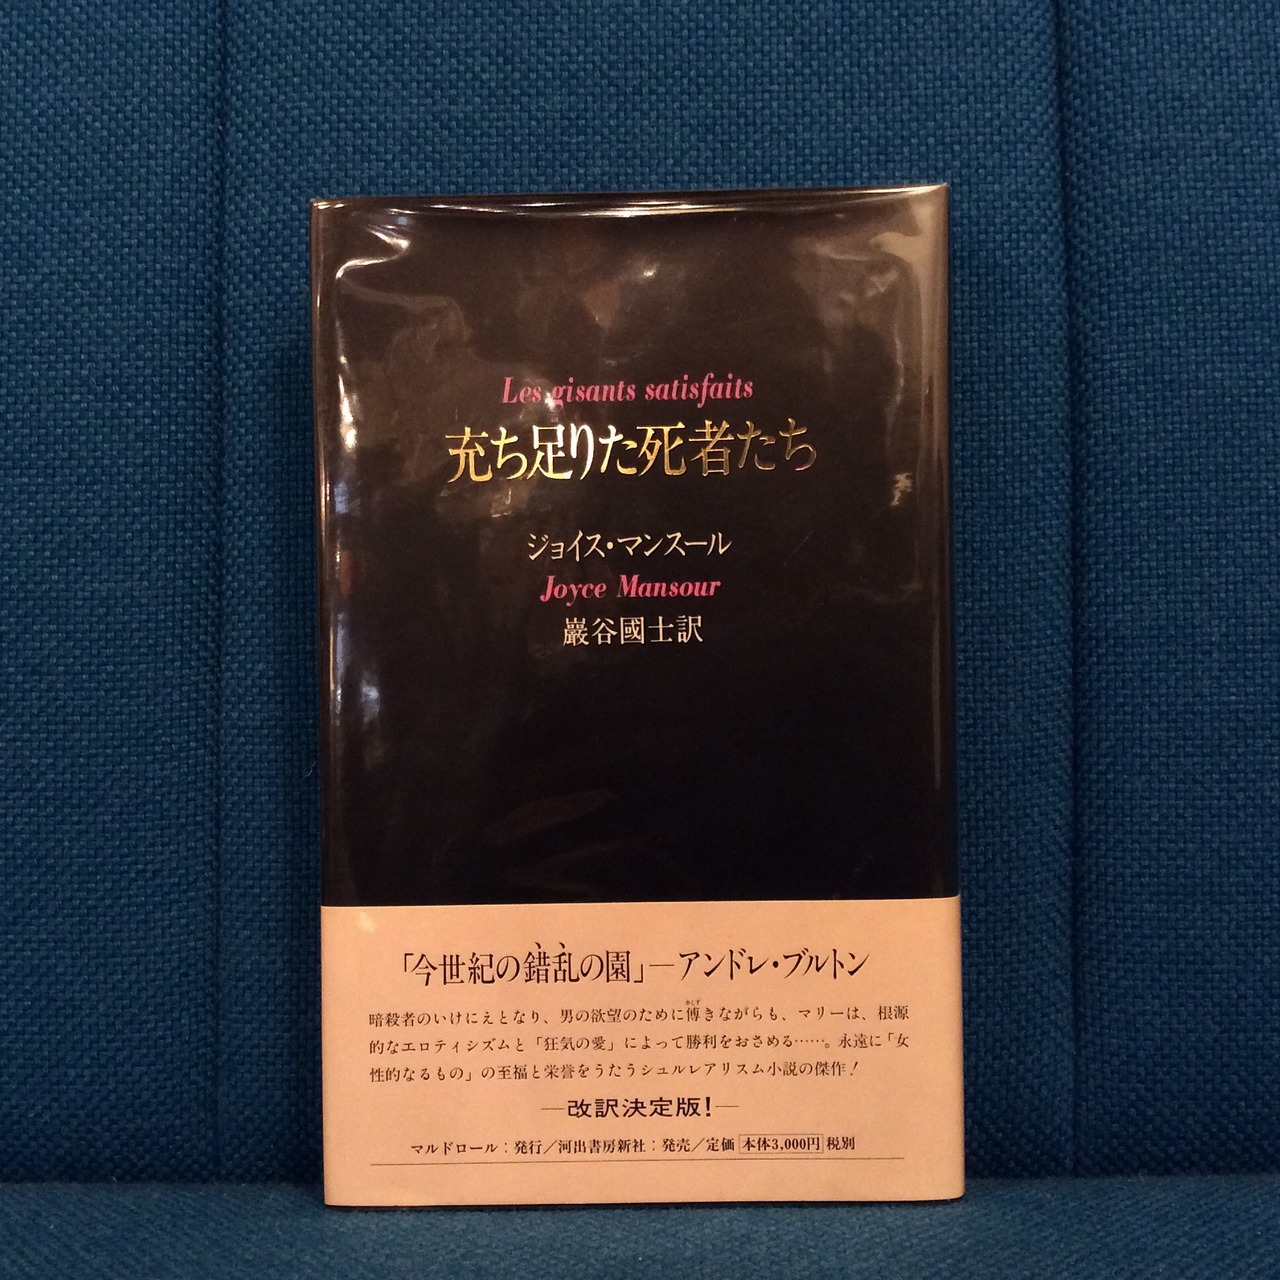 Les gisants satisfaits
充ち足りた死者たち
ジョイス・マンスール
Joyce Mansour
巖谷國士訳
「今世紀の錯乱の園」—アンドレ・ブルトン
暗殺者のいけにえとなり、男の欲望のために傅きながらも、マリーは、根源
的なエロティシズムと「狂気の愛」によって勝利をおさめる……。永遠に「女
性的なるもの」の至福と栄誉をうたうシュルレアリスム小説の傑作!
—改訳決定版!—
マルドロール:発行/河出書房新社:発売/定価 本体3,000円 税別